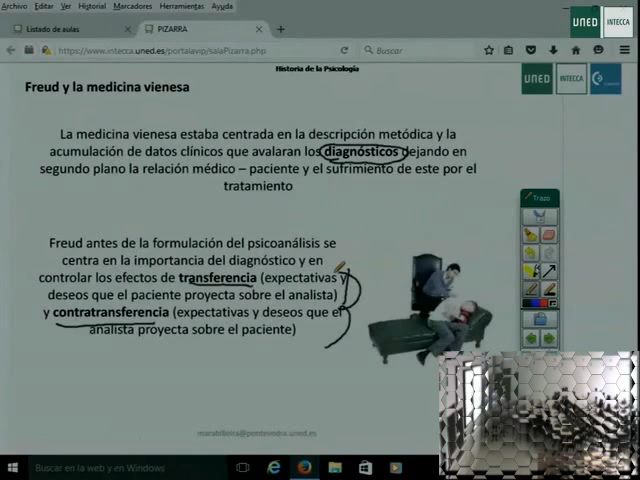 Archivo Editar Ver Historial Marcadores Herramientas Ayuda
UNED INTECCA
Listado de aulas
PIZARRA
https://www.intecca.uned.es/portalavip/salaPizarra.php
Buscar
Historia de la Psicología
UNED INTECCA
Freud y la medicina vienesa
La medicina vienesa estaba centrada en la descripción metódica y la
acumulación de datos clínicos que avalaran los diagnósticos dejando en
segundo plano la relación médico – paciente y el sufrimiento de este por el
tratamiento
Trazo
Freud antes de la formulación del psicoanálisis se
centra en la importancia del diagnóstico y en
controlar los efectos de transferencia (expectativas y
deseos que el paciente proyecta sobre el analista)
y contratransferencia (expectativas y deseos que el
analista proyecta sobre el paciente)
macabilleira@pontevedra.uned.es
Buscar en la web y en Windows